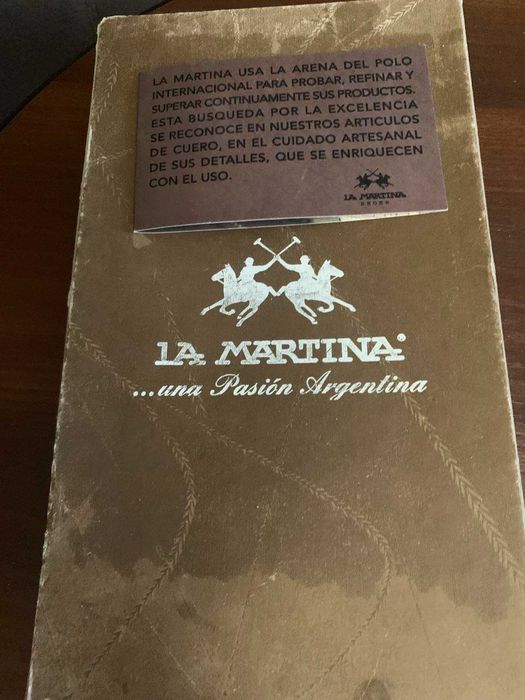 LA MARTINA USA LA ARENA DEL POLO
INTERNACIONAL PARA PROBAR, REFINAR Y
SUPERAR CONTINUAMENTE SUS PRODUCTOS.
ESTA BUSQUEDA POR LA EXCELENCIA
SE RECONOCE EN NUESTROS ARTICULOS
DE CUERO, EN EL CUIDADO ARTESANAL
DE SUS DETALLES, QUE SE ENRIQUECEN
CON EL USO.
LA MARTINA
SHOES
LA MARTINA®
...una Pasión Argentina